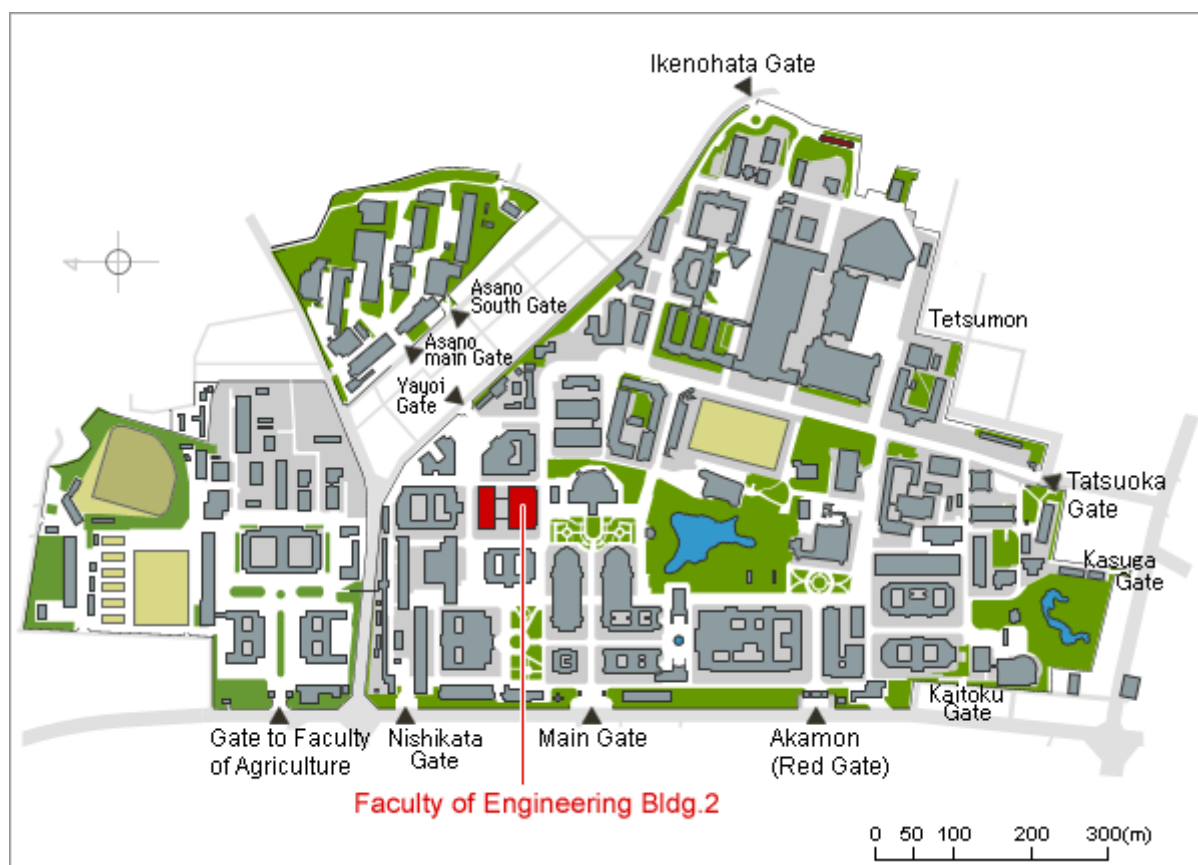 Ikenohata Gate
Asano
South Gate
Asano
main Gate
Yayoi
Gate
Tetsumon
Tatsuoka
Gate
Kasuga
Gate
Kaitoku
Gate
Gate to Faculty
of Agriculture
Nishikata
Gate
Main Gate
Akamon
(Red Gate)
Faculty of Engineering Bldg.2
0 50 100 200 300(m)